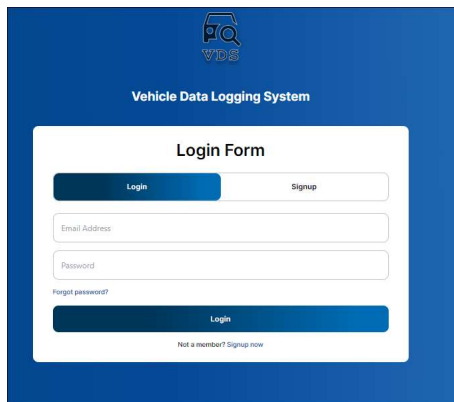 VDS
Vehicle Data Logging System
Login Form
Login Signup
Email Address
Password
Forgot password?
Login
Not a member? Signup now